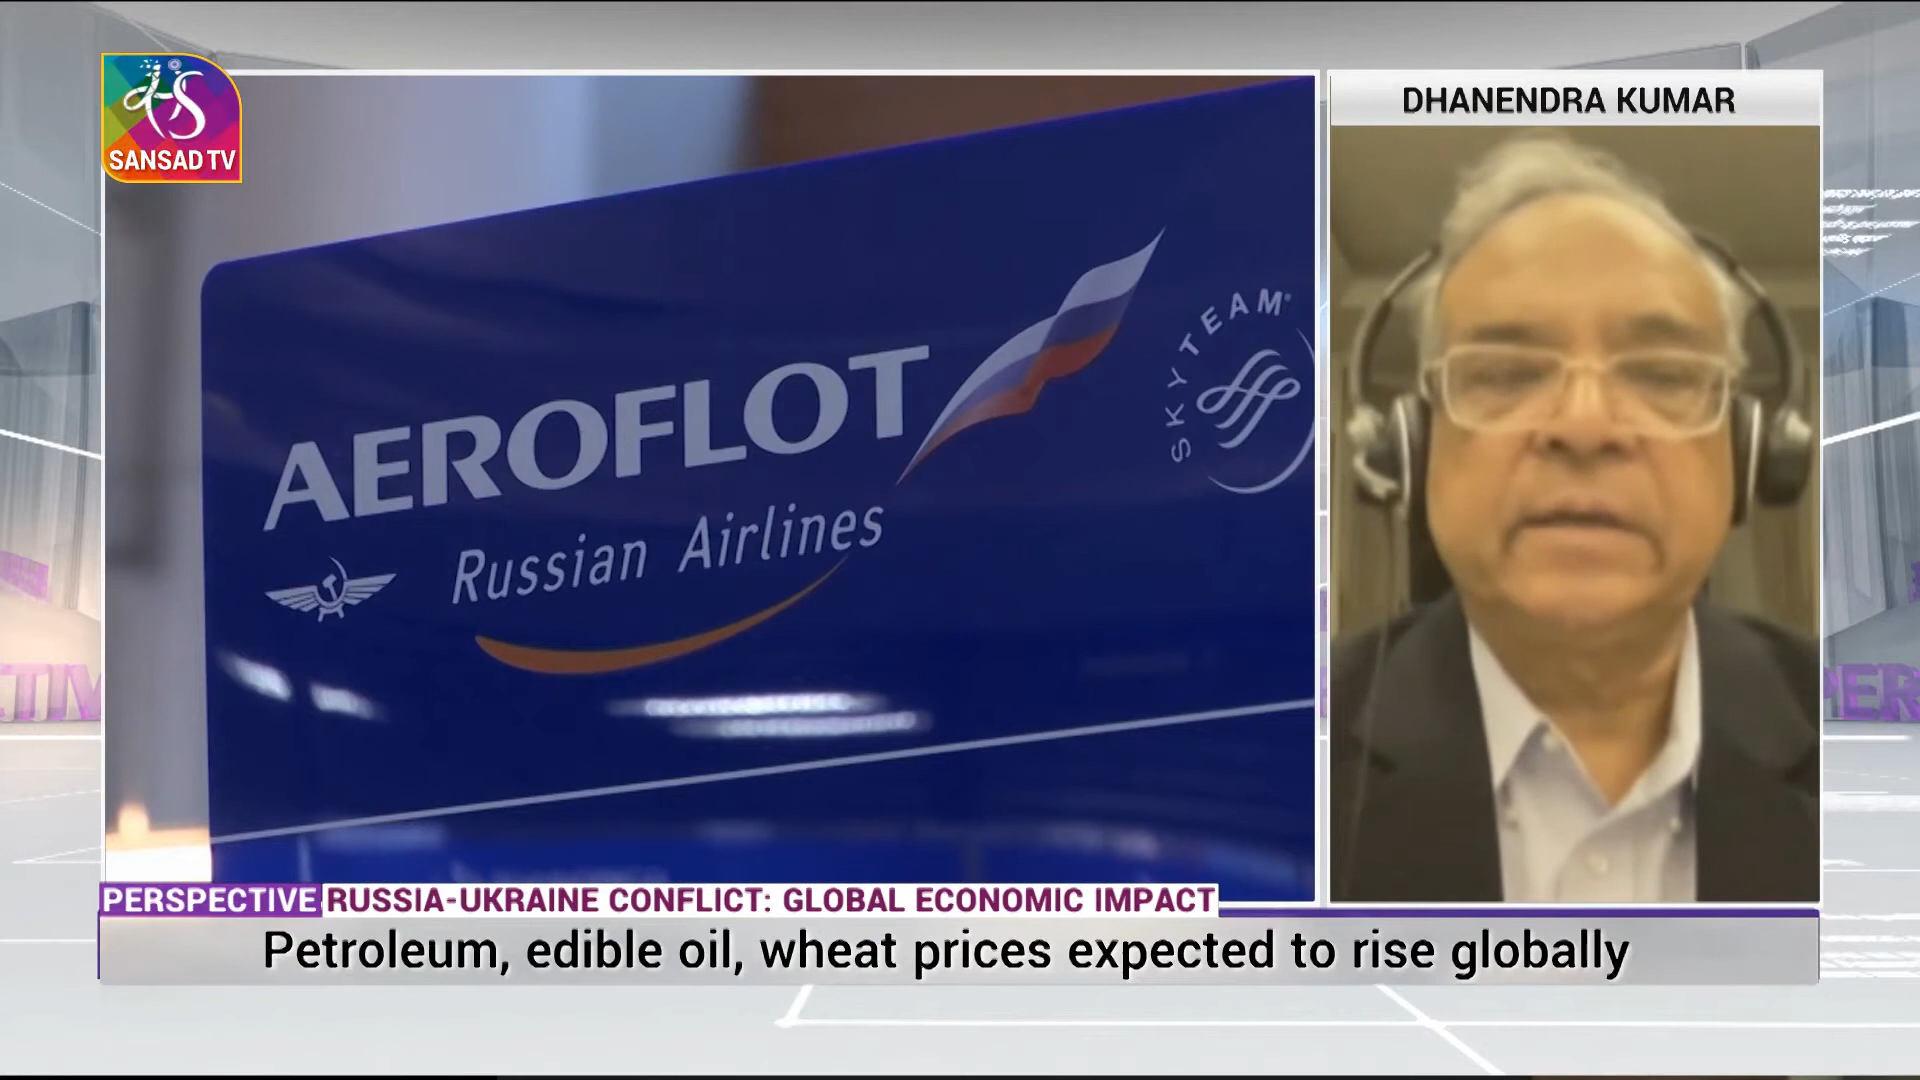 SANSAD TV
DHANENDRA KUMAR
SKYTEAM
AEROFLOT
Russian Airlines
PERSPECTIVE RUSSIA-UKRAINE CONFLICT: GLOBAL ECONOMIC IMPACT
Petroleum, edible oil, wheat prices expected to rise globally